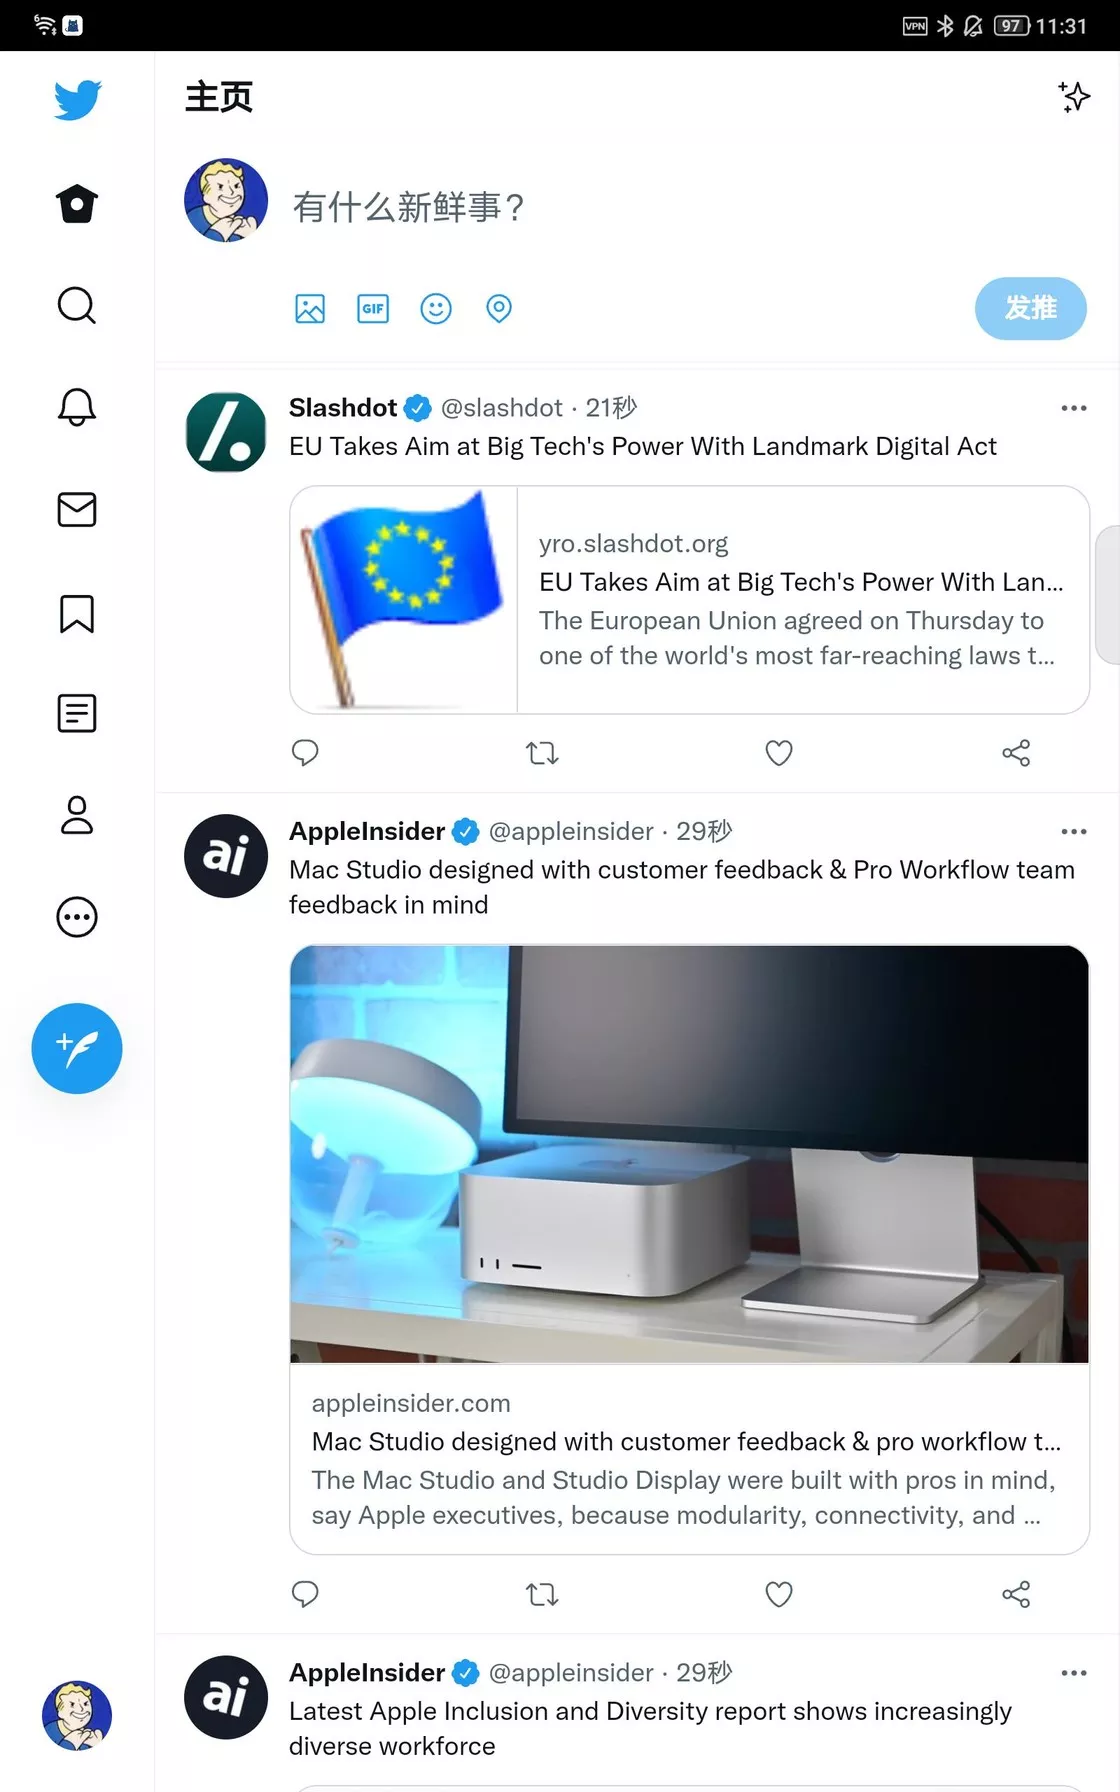 6
VPN
97
11:31
主页
有什么新鲜事？
GIF
发推
Slashdot @slashdot · 21秒
EU Takes Aim at Big Tech's Power With Landmark Digital Act
yro.slashdot.org
EU Takes Aim at Big Tech's Power With Lan...
The European Union agreed on Thursday to
one of the world's most far-reaching laws t...
ai
AppleInsider @appleinsider · 29秒
Mac Studio designed with customer feedback & Pro Workflow team
feedback in mind
appleinsider.com
Mac Studio designed with customer feedback & pro workflow t...
The Mac Studio and Studio Display were built with pros in mind,
say Apple executives, because modularity, connectivity, and ...
ai
AppleInsider @appleinsider · 29秒
Latest Apple Inclusion and Diversity report shows increasingly
diverse workforce